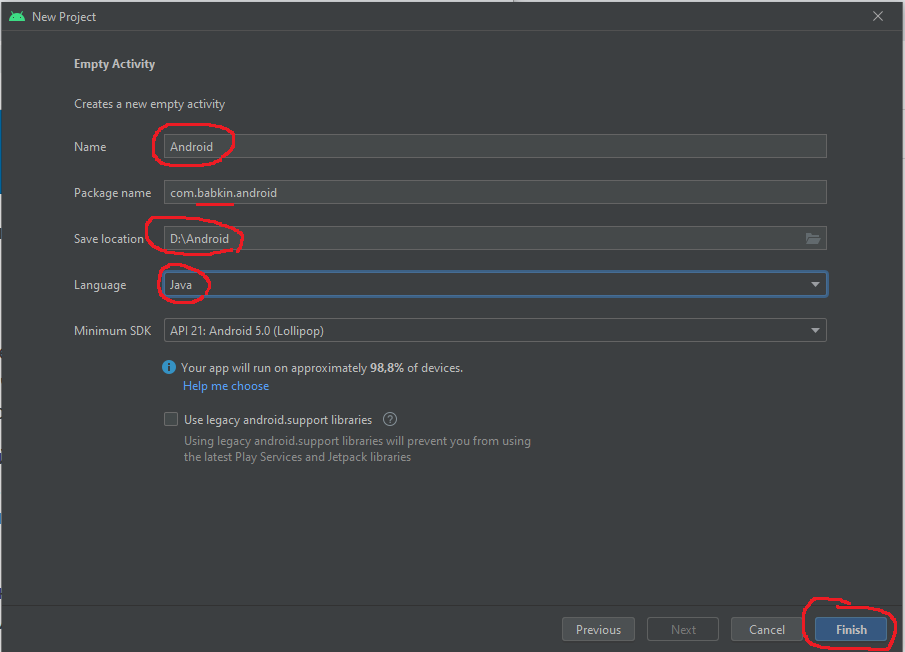 New Project
Empty Activity
Creates a new empty activity
Name Android
Package name com.babkin.android
Save location D:\Android
Language Java
Minimum SDK API 21: Android 5.0 (Lollipop)
i Your app will run on approximately 98,8% of devices.
Help me choose
Use legacy android.support libraries ?
Using legacy android.support libraries will prevent you from using
the latest Play Services and Jetpack libraries
Previous Next Cancel Finish